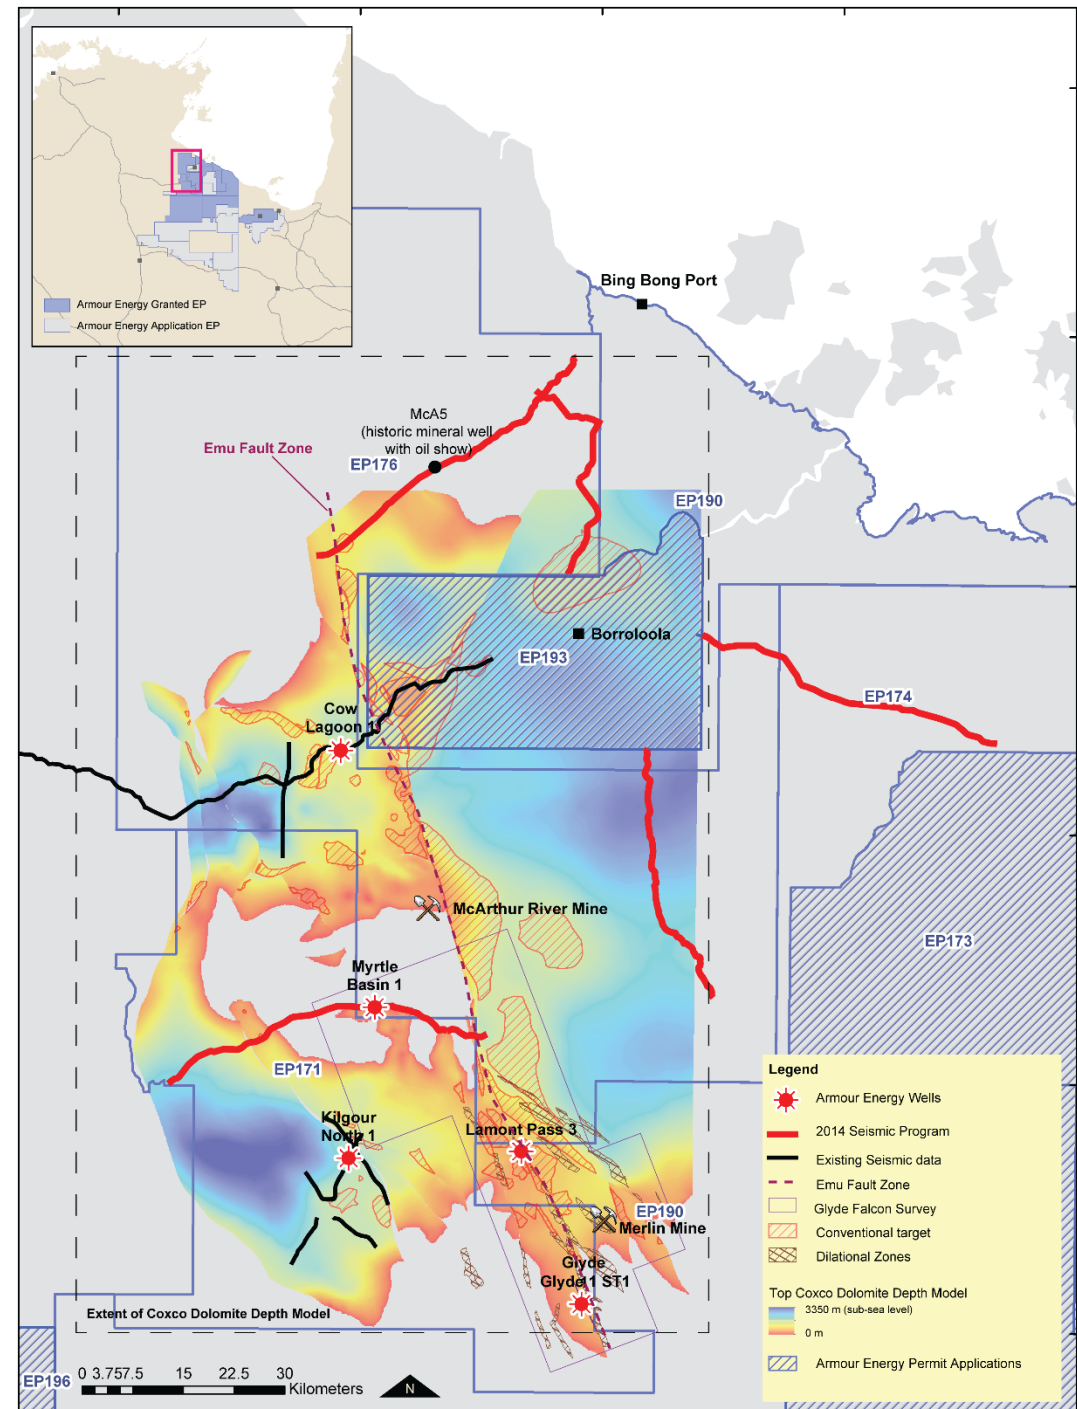 Armour Energy Granted EP
Armour Energy Application EP
Bing Bong Port
McA5
(historic mineral well
with oil show)
Emu Fault Zone
EP176
EP190
Borroloola
EP193
EP174
Cow
Lagoon 1
McArthur River Mine
EP173
Myrtle
Basin 1
EP171
Kilgour
North 1
Lamont Pass 3
EP190
Merlin Mine
Glyde
Glyde 1 ST1
Extent of Coxco Dolomite Depth Model
EP196
0 3.75 7.5 15 22.5 30
Kilometers
N
Legend
Armour Energy Wells
2014 Seismic Program
Existing Seismic data
Emu Fault Zone
Glyde Falcon Survey
Conventional target
Dilational Zones
Top Coxco Dolomite Depth Model
3350 m (sub-sea level)
0 m
Armour Energy Permit Applications